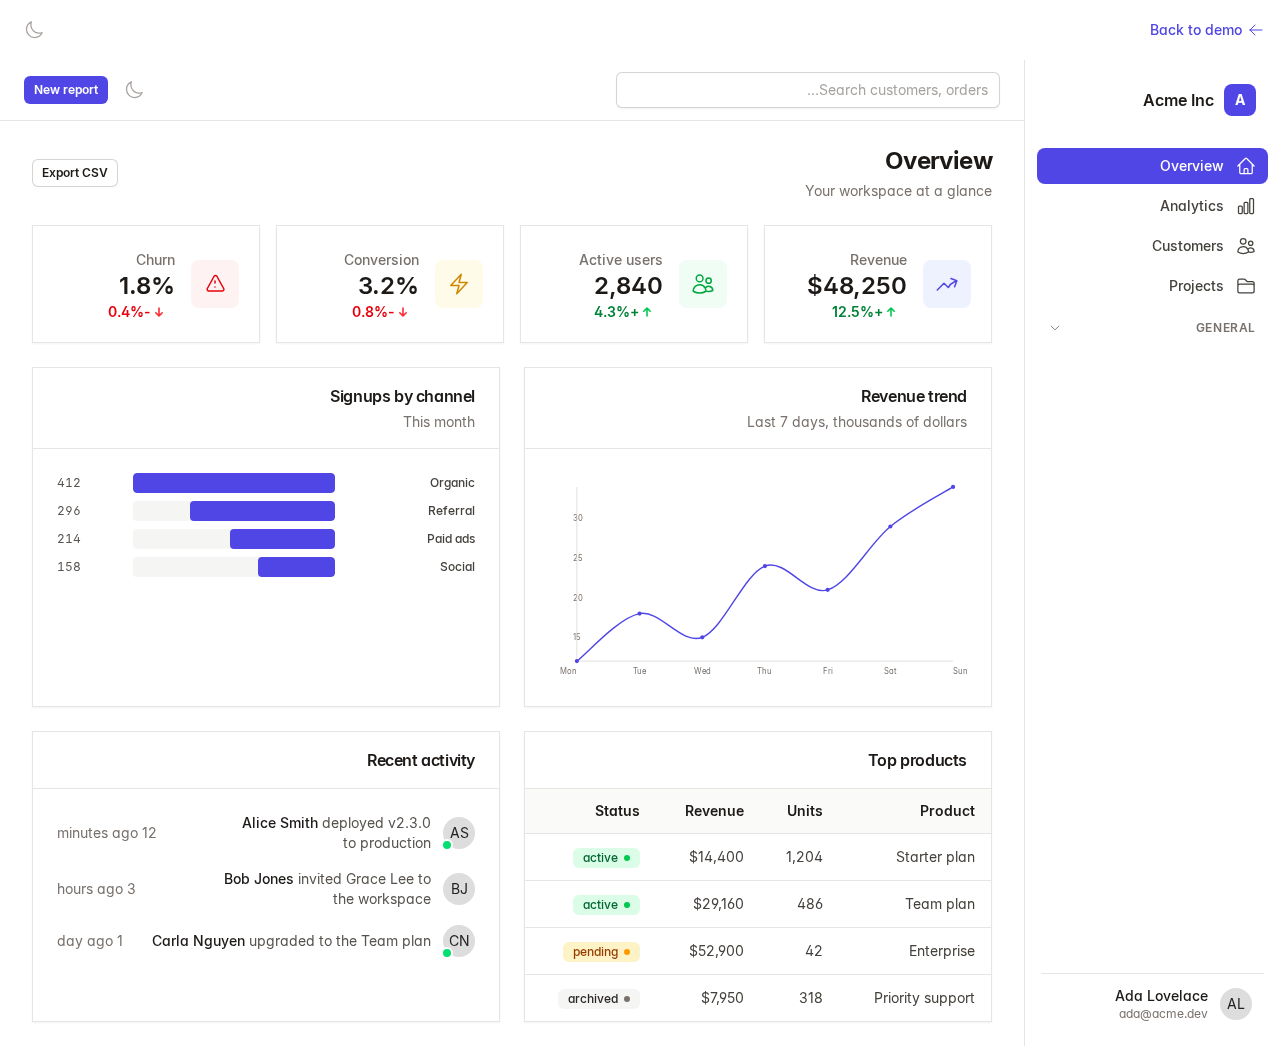 Back to demo
Acme Inc
A
Overview
Analytics
Customers
Projects
GENERAL
Ada Lovelace
ada@acme.dev
AL
...Search customers, orders
New report
Overview
Your workspace at a glance
Export CSV
Revenue
$48,250
12.5%+
Active users
2,840
4.3%+
Conversion
3.2%
0.8%-
Churn
1.8%
0.4%-
Revenue trend
Last 7 days, thousands of dollars
30
25
20
15
Mon Tue Wed Thu Fri Sat Sun
Signups by channel
This month
Organic 412
Referral 296
Paid ads 214
Social 158
Top products
Product Units Revenue Status
Starter plan 1,204 $14,400 active
Team plan 486 $29,160 active
Enterprise 42 $52,900 pending
Priority support 318 $7,950 archived
Recent activity
AS
Alice Smith deployed v2.3.0
to production
minutes ago 12
BJ
Bob Jones invited Grace Lee to
the workspace
hours ago 3
CN
Carla Nguyen upgraded to the Team plan
day ago 1